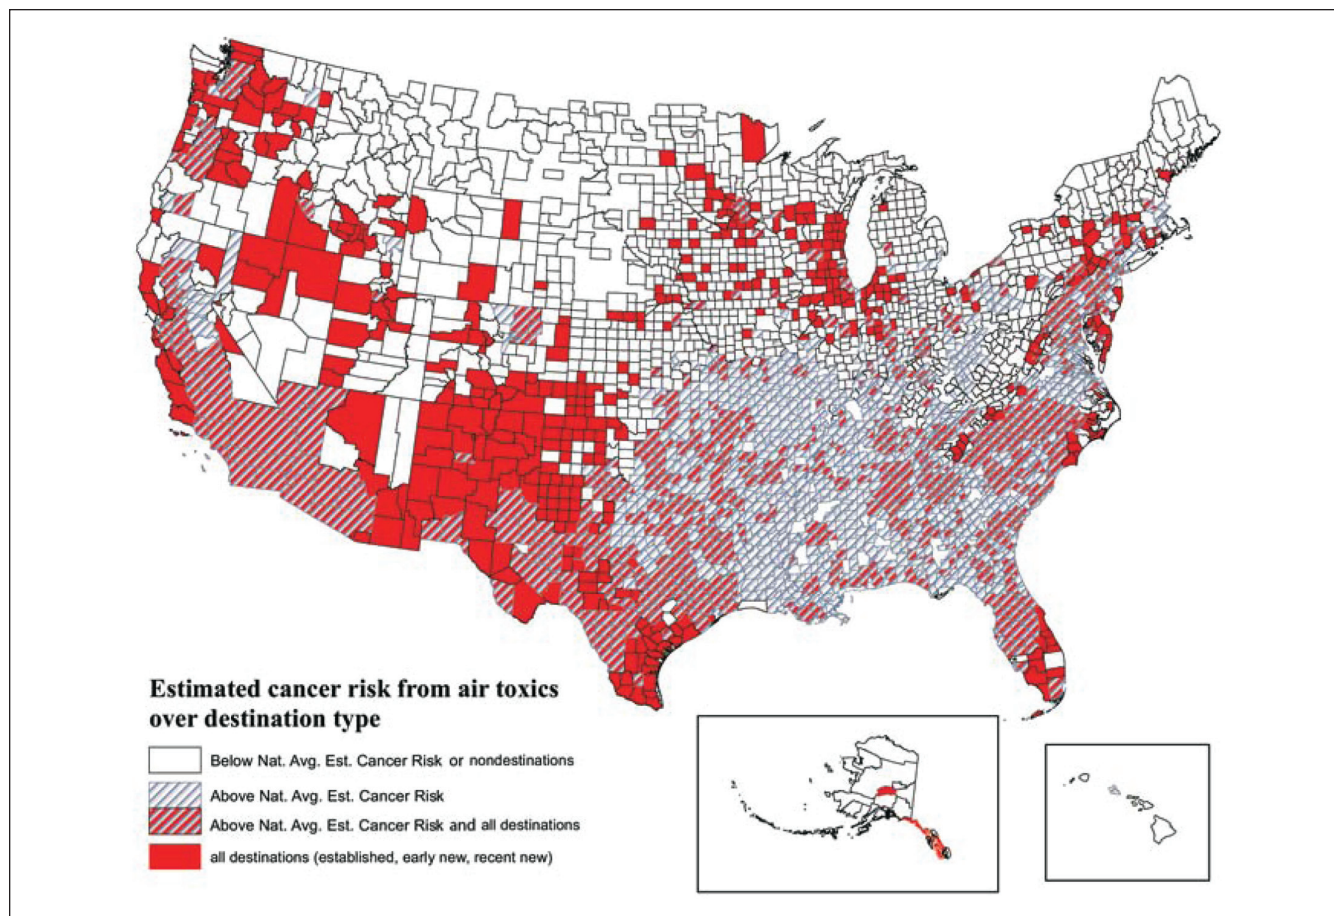 Estimated cancer risk from air toxics
over destination type
Below Nat. Avg. Est. Cancer Risk or nondestinations
Above Nat. Avg. Est. Cancer Risk
Above Nat. Avg. Est. Cancer Risk and all destinations
all destinations (established, early new, recent new)